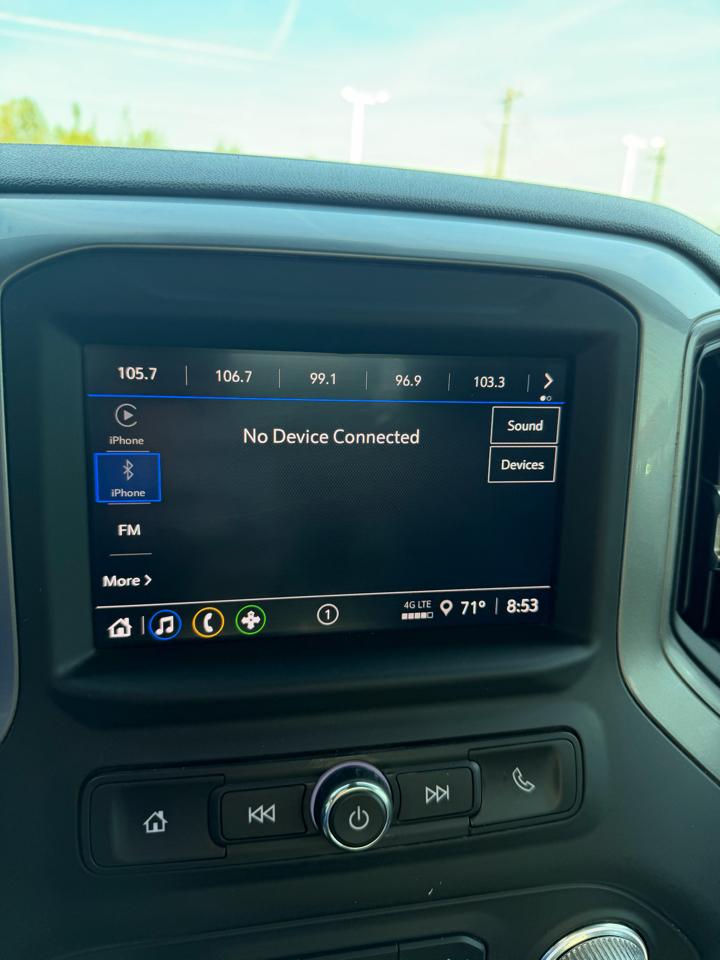 105.7 106.7 99.1 96.9 103.3
iPhone
No Device Connected
Sound
iPhone
Devices
FM
More
1
4G LTE
71°
8:53